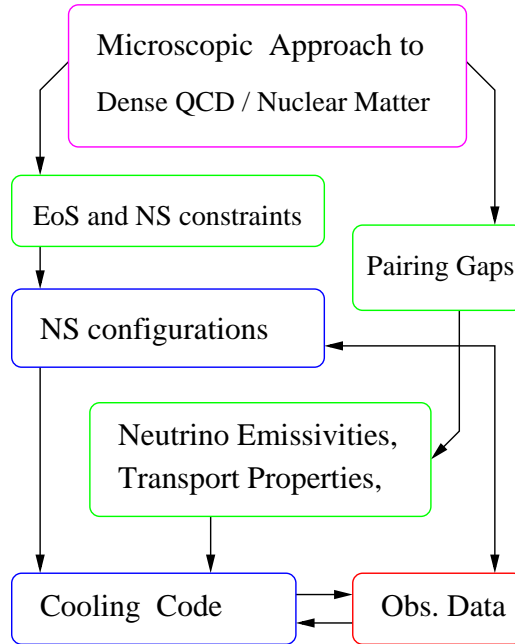 Microscopic Approach to
Dense QCD / Nuclear Matter
EoS and NS constraints
Pairing Gaps
NS configurations
Neutrino Emissivities,
Transport Properties,
Cooling Code
Obs. Data